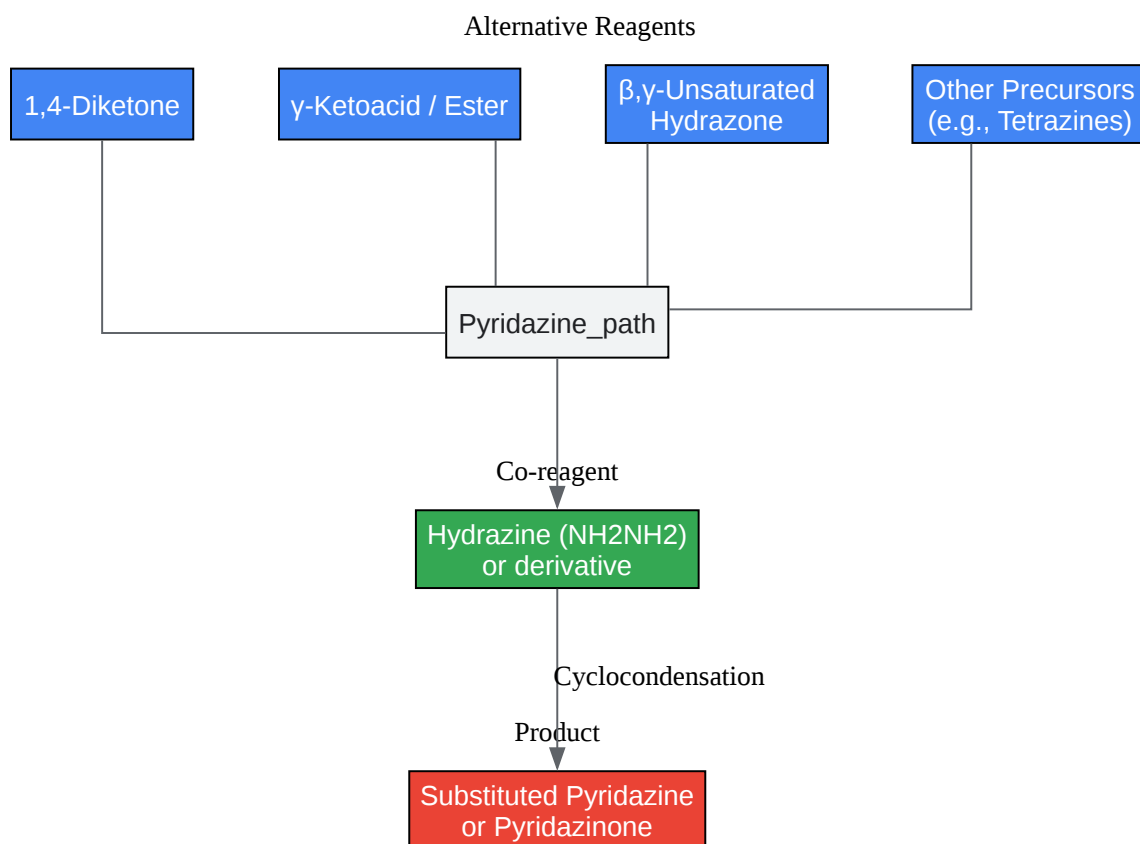 Alternative Reagents
1,4-Diketone
γ-Ketoacid / Ester
β,γ-Unsaturated
Hydrazone
Other Precursors
(e.g., Tetrazines)
Pyridazine_path
Co-reagent
Hydrazine (NH2NH2)
or derivative
Cyclocondensation
Product
Substituted Pyridazine
or Pyridazinone